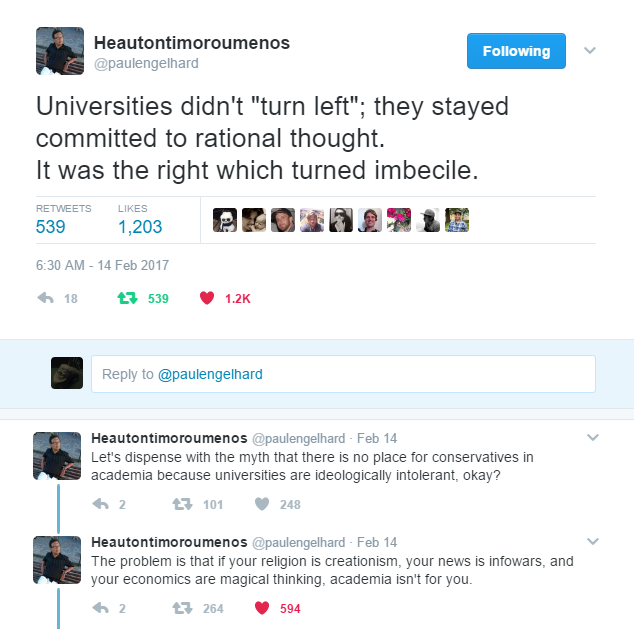 Heautontimoroumenos
@paulengelhard
Following
Universities didn't "turn left"; they stayed
committed to rational thought.
It was the right which turned imbecile.
RETWEETS LIKES
539 1,203
6:30 AM - 14 Feb 2017
18 539 1.2K
Reply to @paulengelhard
Heautontimoroumenos @paulengelhard · Feb 14
Let's dispense with the myth that there is no place for conservatives in
academia because universities are ideologically intolerant, okay?
2 101 248
Heautontimoroumenos @paulengelhard · Feb 14
The problem is that if your religion is creationism, your news is infowars, and
your economics are magical thinking, academia isn't for you.
2 264 594